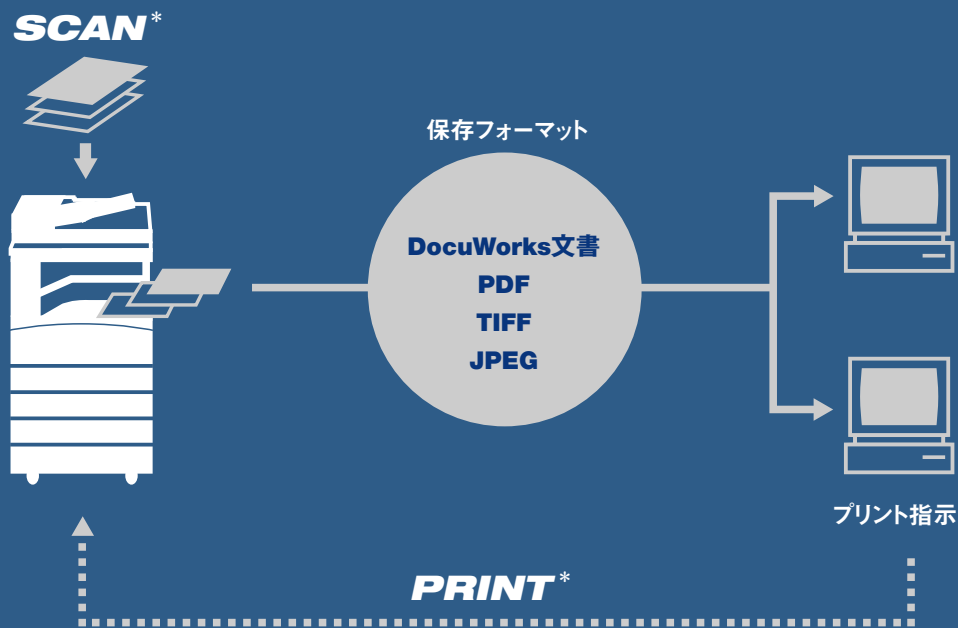 SCAN*
保存フォーマット
DocuWorks文書
PDF
TIFF
JPEG
プリント指示
PRINT*